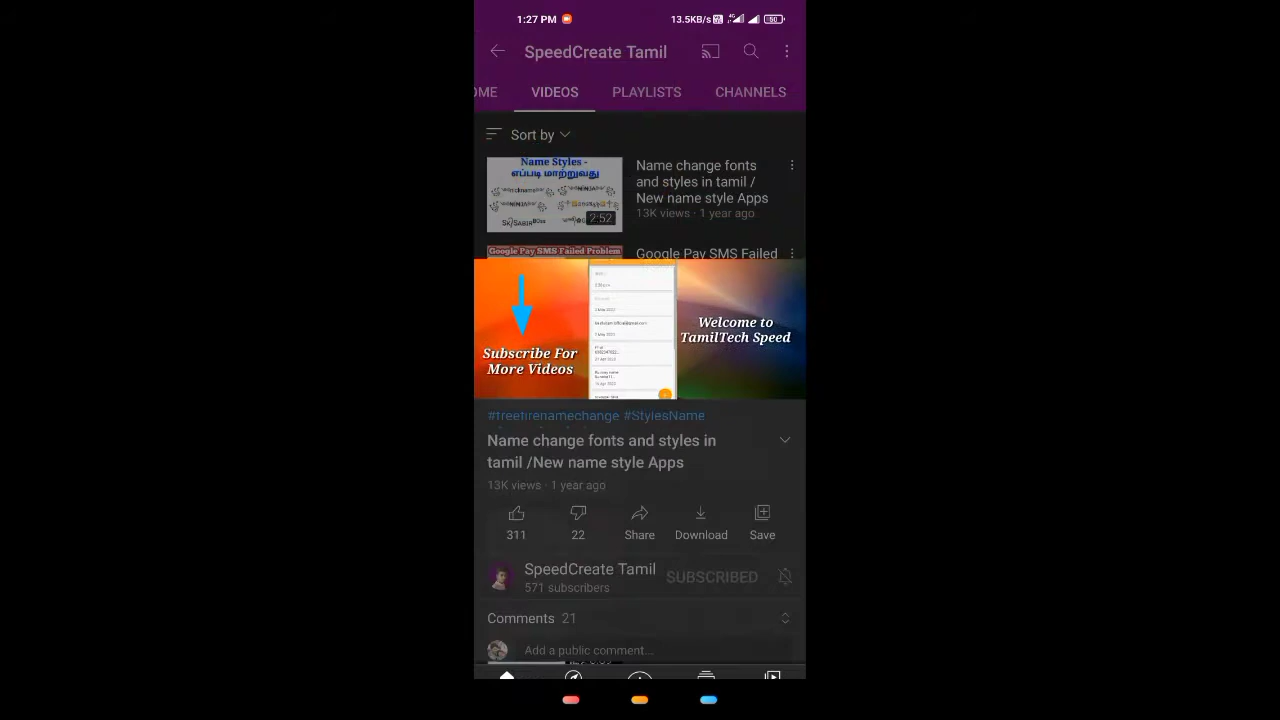 1:27 PM
13.5KB/s
4G
50
SpeedCreate Tamil
OME
VIDEOS
PLAYLISTS
CHANNELS
Sort by
Name Styles -
எப்படி மாற்றுவது
2:52
Name change fonts
and styles in tamil /
New name style Apps
13K views · 1 year ago
Google Pay SMS Failed Problem
Google Pay SMS Failed
Subscribe For
More Videos
Welcome to
TamilTech Speed
#freefirenamechange #StylesName
Name change fonts and styles in
tamil /New name style Apps
13K views · 1 year ago
311
22
Share
Download
Save
SpeedCreate Tamil
571 subscribers
SUBSCRIBED
Comments 21
Add a public comment...